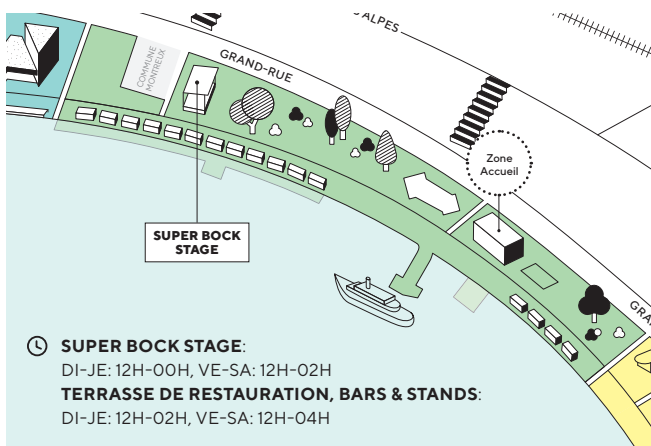 S ALPES
GRAND-RUE
COMMUNE
MONTREUX
Zone
Accueil
SUPER BOCK
STAGE
GRA
SUPER BOCK STAGE:
DI-JE: 12H-00H, VE-SA: 12H-02H
TERRASSE DE RESTAURATION, BARS & STANDS:
DI-JE: 12H-02H, VE-SA: 12H-04H